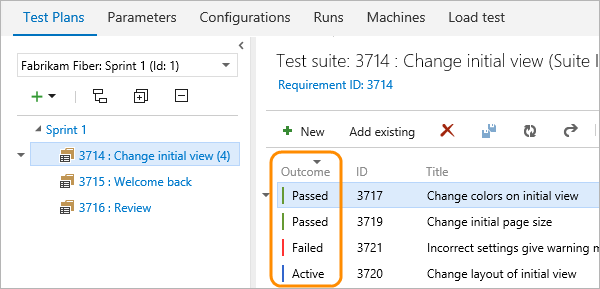 Test Plans Parameters Configurations Runs Machines Load test
Fabrikam Fiber: Sprint 1 (Id: 1)
Sprint 1
3714 : Change initial view (4)
3715 : Welcome back
3716 : Review
Test suite: 3714 : Change initial view (Suite I
Requirement ID: 3714
New Add existing
Outcome ID Title
Passed 3717 Change colors on initial view
Passed 3719 Change initial page size
Failed 3721 Incorrect settings give warning m
Active 3720 Change layout of initial view